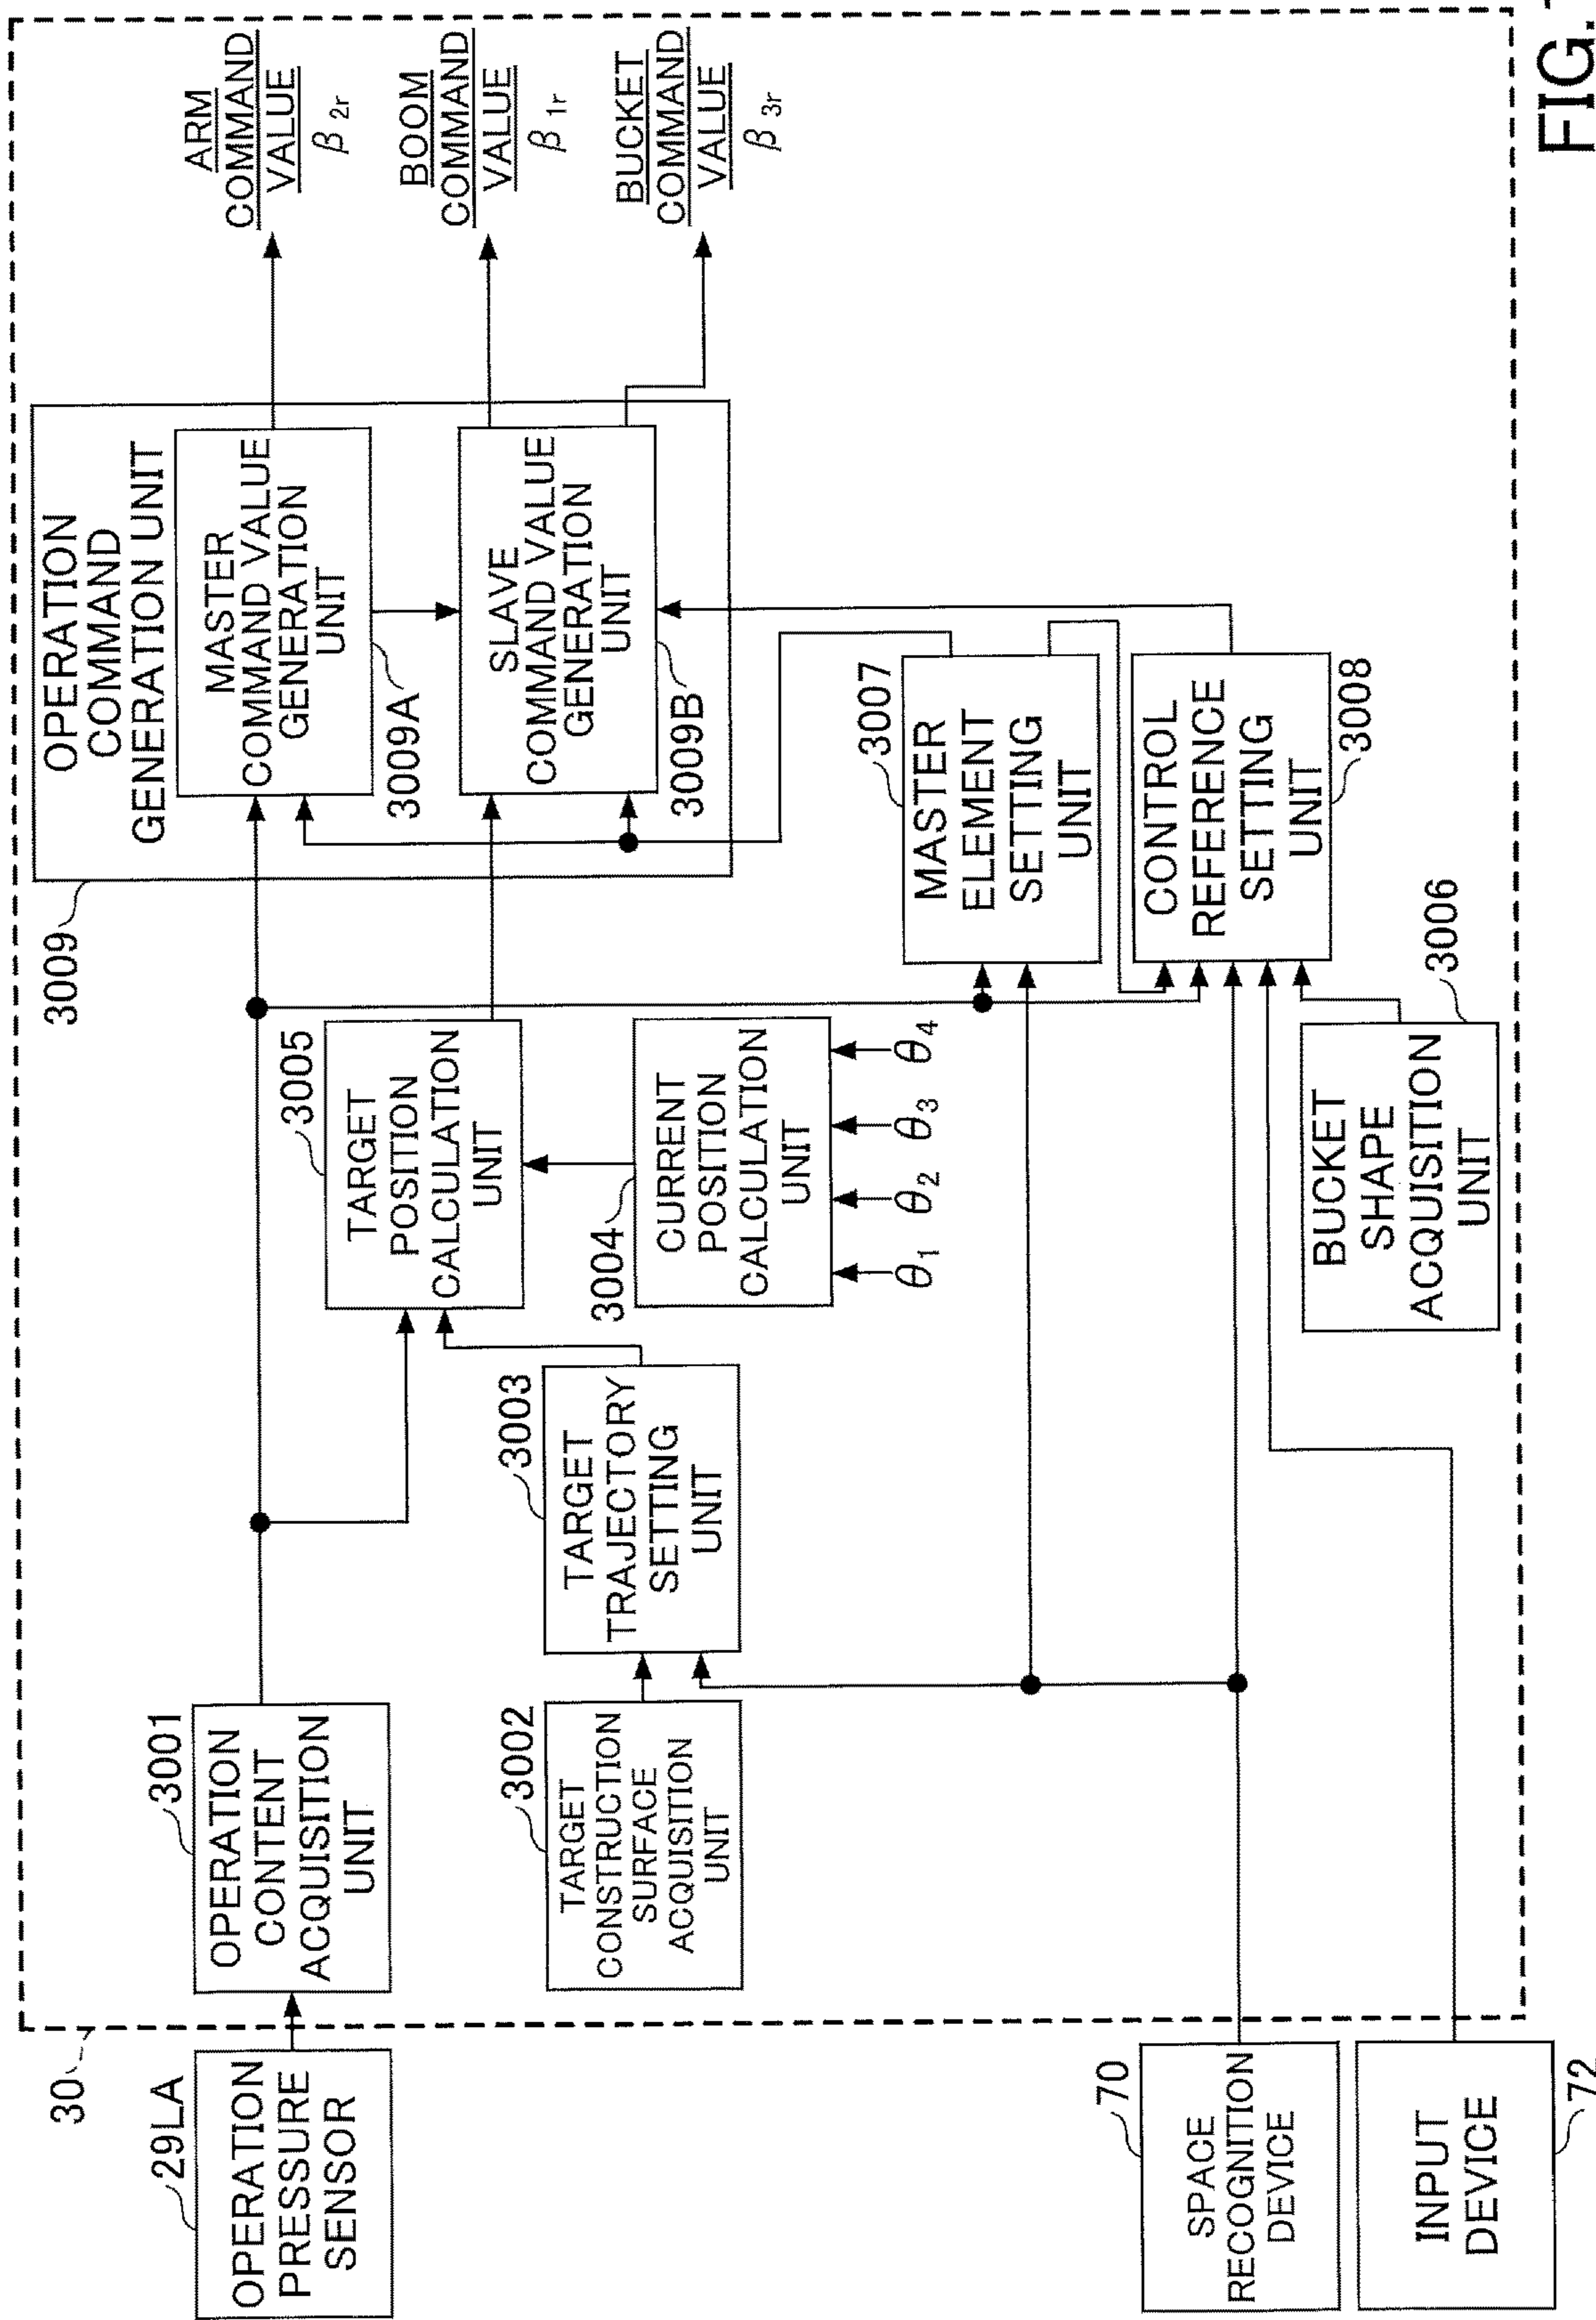 30
29LA
OPERATION
PRESSURE
SENSOR
3001
OPERATION
CONTENT
ACQUISITION
UNIT
3002
TARGET
CONSTRUCTION
SURFACE
ACQUISITION
UNIT
3003
TARGET
TRAJECTORY
SETTING
UNIT
3005
TARGET
POSITION
CALCULATION
UNIT
3004
CURRENT
POSITION
CALCULATION
UNIT
θ1 θ2 θ3 θ4
3009
OPERATION
COMMAND
GENERATION UNIT
MASTER
COMMAND VALUE
GENERATION
UNIT
3009A
SLAVE
COMMAND VALUE
GENERATION
UNIT
3009B
ARM
COMMAND
VALUE
β2r
BOOM
COMMAND
VALUE
β1r
BUCKET
COMMAND
VALUE
β3r
3007
MASTER
ELEMENT
SETTING
UNIT
CONTROL
REFERENCE
SETTING
UNIT
3008
3006
BUCKET
SHAPE
ACQUISITION
UNIT
70
SPACE
RECOGNITION
DEVICE
INPUT
DEVICE
72
FIG.